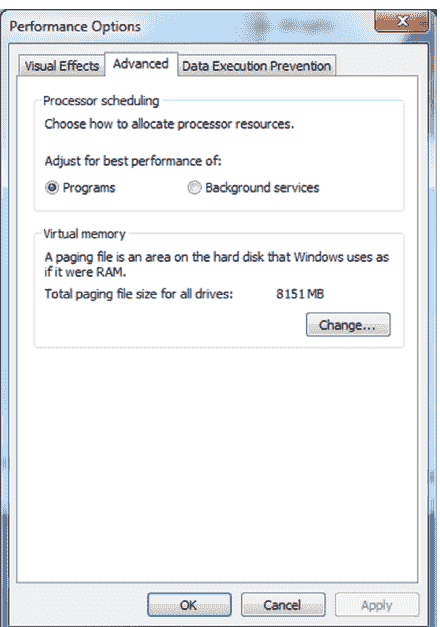 Performance Options
Visual Effects
Advanced
Data Execution Prevention
Processor scheduling
Choose how to allocate processor resources.
Adjust for best performance of:
Programs
Background services
Virtual memory
A paging file is an area on the hard disk that Windows uses as
if it were RAM.
Total paging file size for all drives:
8151 MB
Change...
OK
Cancel
Apply